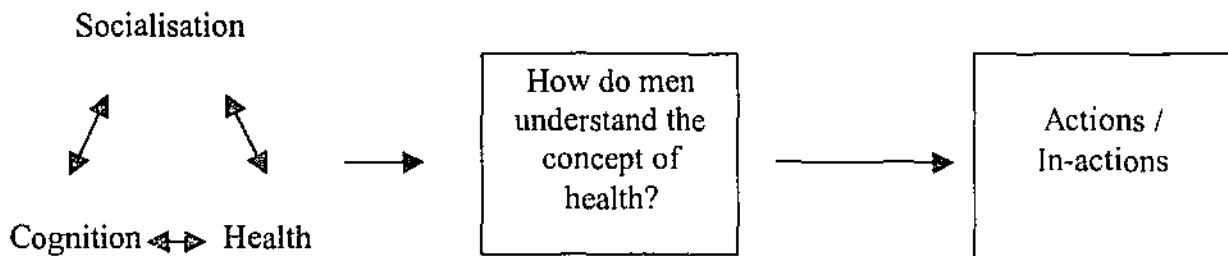 Socialisation
Cognition
Health
How do men
understand the
concept of
health?
Actions /
In-actions